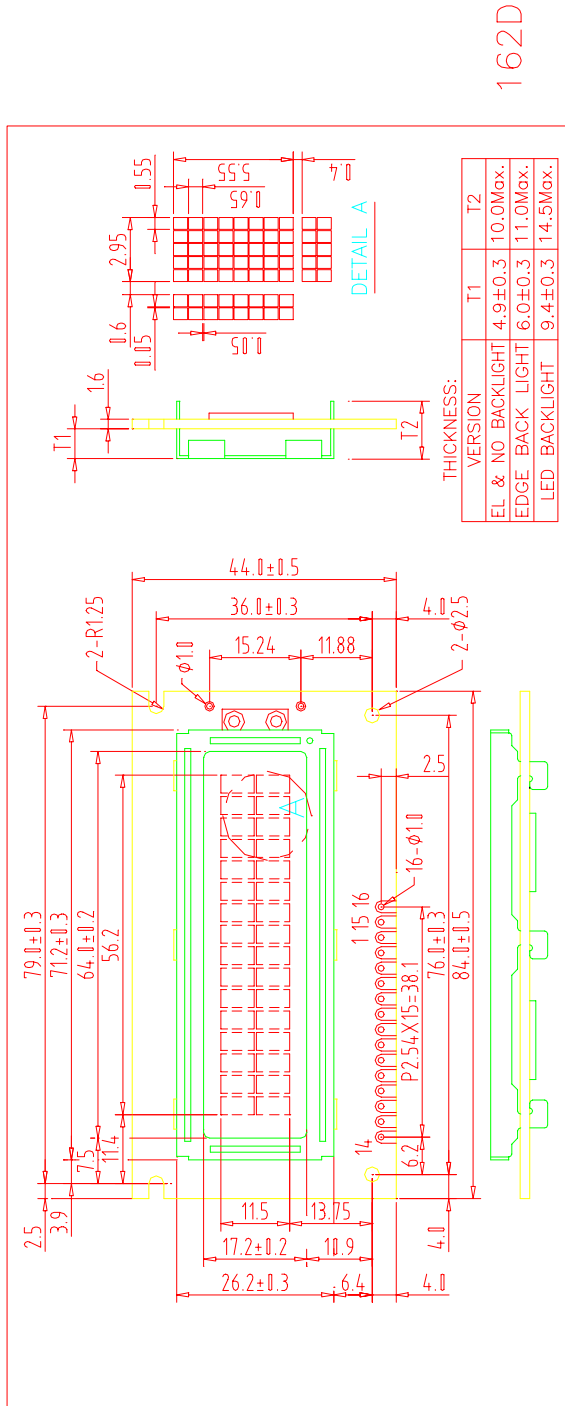 162D
79.0±0.3
71.2±0.3
64.0±0.2
56.2
2.5
3.9
7.5
11.4
11.5
13.75
17.2±0.2
10.9
26.2±0.3
6.4
4.0
2-R1.25
φ1.0
44.0±0.5
36.0±0.3
4.0
15.24
11.88
2-φ2.5
A
2.5
16-φ1.0
14
1 15 16
P2.54X15=38.1
6.2
76.0±0.3
4.0
84.0±0.5
T1
1.6
T2
0.6
2.95
0.55
0.05
0.05
5.55
0.65
0.4
DETAIL A
THICKNESS:
VERSION T1 T2
EL & NO BACKLIGHT 4.9±0.3 10.0Max.
EDGE BACK LIGHT 6.0±0.3 11.0Max.
LED BACKLIGHT 9.4±0.3 14.5Max.